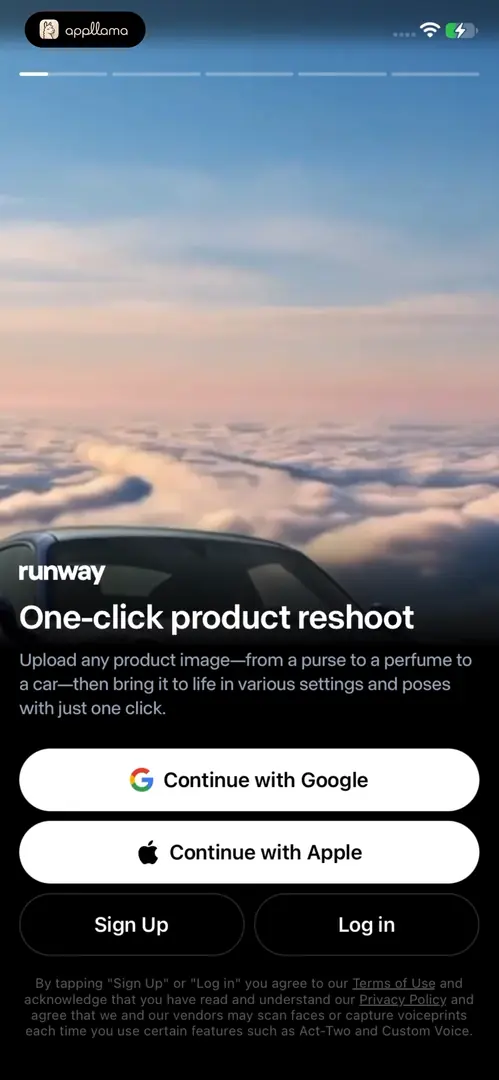 appllama
runway
One-click product reshoot
Upload any product image—from a purse to a perfume to
a car—then bring it to life in various settings and poses
with just one click.
Continue with Google
Continue with Apple
Sign Up
Log in
By tapping "Sign Up" or "Log in" you agree to our Terms of Use and
acknowledge that you have read and understand our Privacy Policy and
agree that we and our vendors may scan faces or capture voiceprints
each time you use certain features such as Act-Two and Custom Voice.